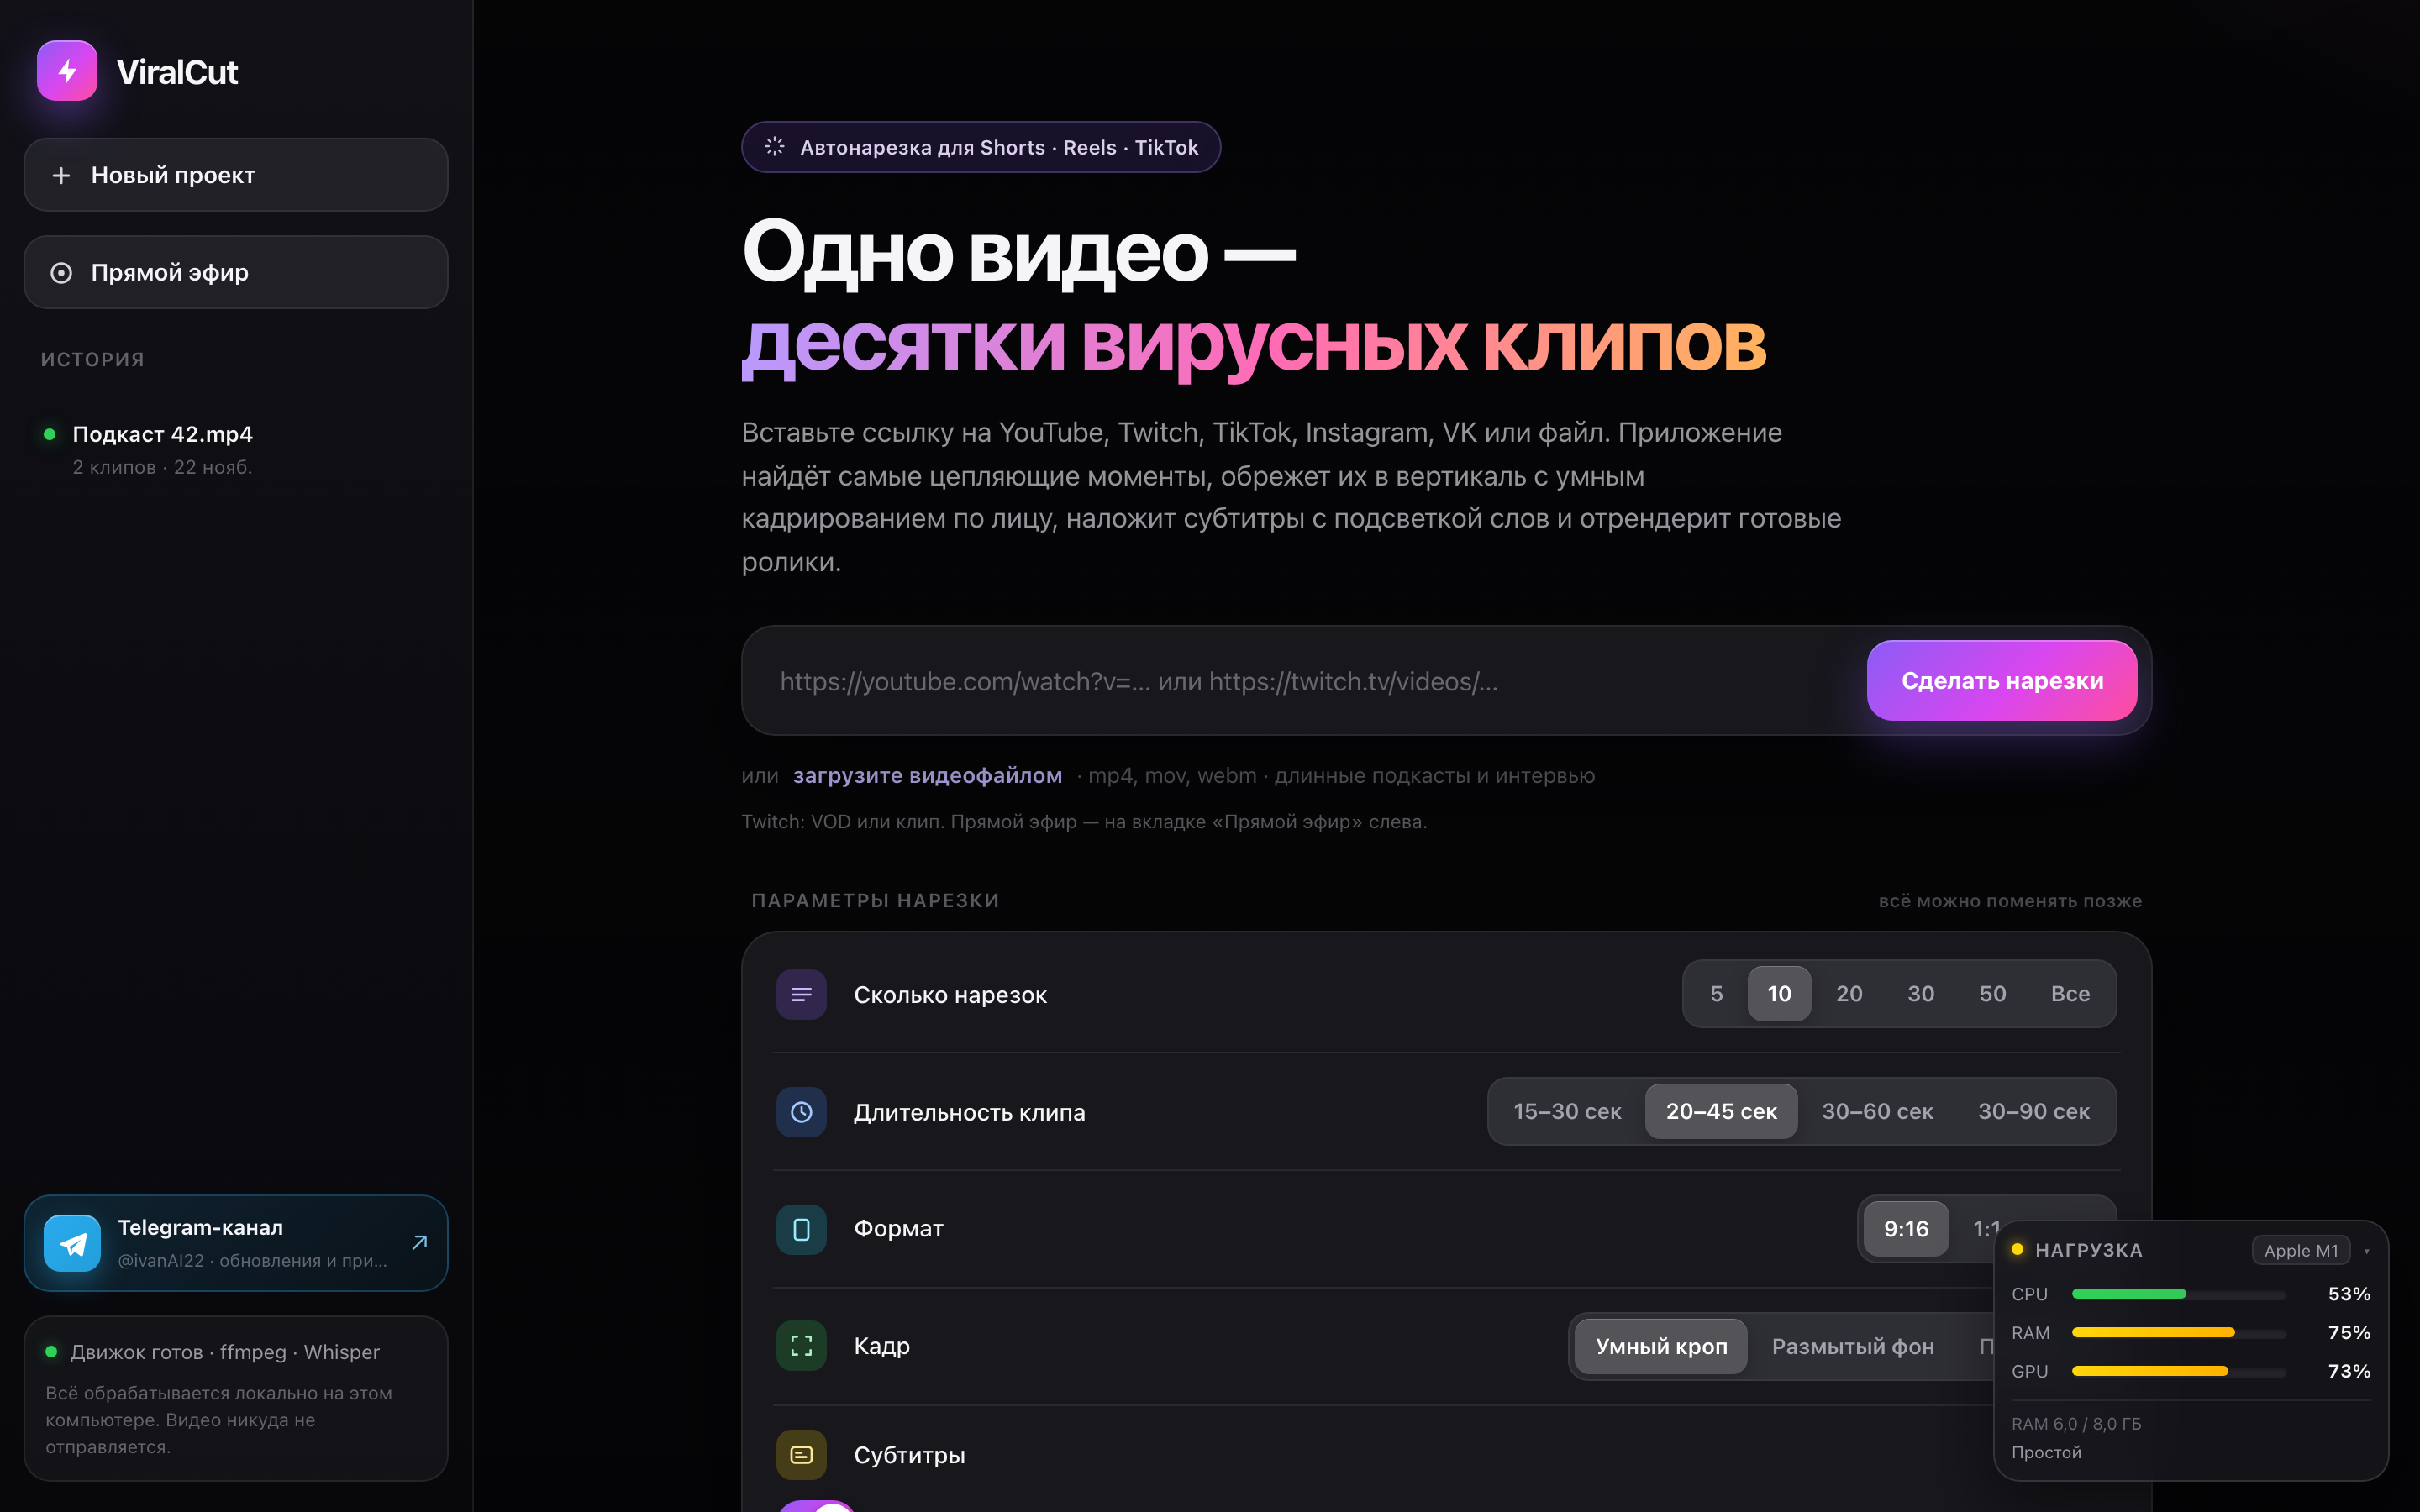 ViralCut
Новый проект
Прямой эфир
ИСТОРИЯ
Подкаст 42.mp4
2 клипов · 22 нояб.
Telegram-канал
@ivanAI22 · обновления и при...
Движок готов · ffmpeg · Whisper
Всё обрабатывается локально на этом
компьютере. Видео никуда не
отправляется.
Автонарезка для Shorts · Reels · TikTok
Одно видео —
десятки вирусных клипов
Вставьте ссылку на YouTube, Twitch, TikTok, Instagram, VK или файл. Приложение
найдёт самые цепляющие моменты, обрежет их в вертикаль с умным
кадрированием по лицу, наложит субтитры с подсветкой слов и отрендерит готовые
ролики.
https://youtube.com/watch?v=... или https://twitch.tv/videos/...
Сделать нарезки
или загрузите видеофайлом · mp4, mov, webm · длинные подкасты и интервью
Twitch: VOD или клип. Прямой эфир — на вкладке «Прямой эфир» слева.
ПАРАМЕТРЫ НАРЕЗКИ
всё можно поменять позже
Сколько нарезок
5 10 20 30 50 Все
Длительность клипа
15–30 сек 20–45 сек 30–60 сек 30–90 сек
Формат
9:16 1:1
Кадр
Умный кроп Размытый фон
Субтитры
НАГРУЗКА
Apple M1
CPU 53%
RAM 75%
GPU 73%
RAM 6,0 / 8,0 ГБ
Простой